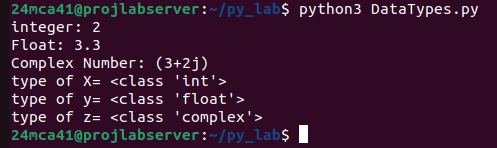 24mca41@projlabserver:~/py_lab$ python3 DataTypes.py
integer: 2
Float: 3.3
Complex Number: (3+2j)
type of X= <class 'int'>
type of y= <class 'float'>
type of z= <class 'complex'>
24mca41@projlabserver:~/py_lab$